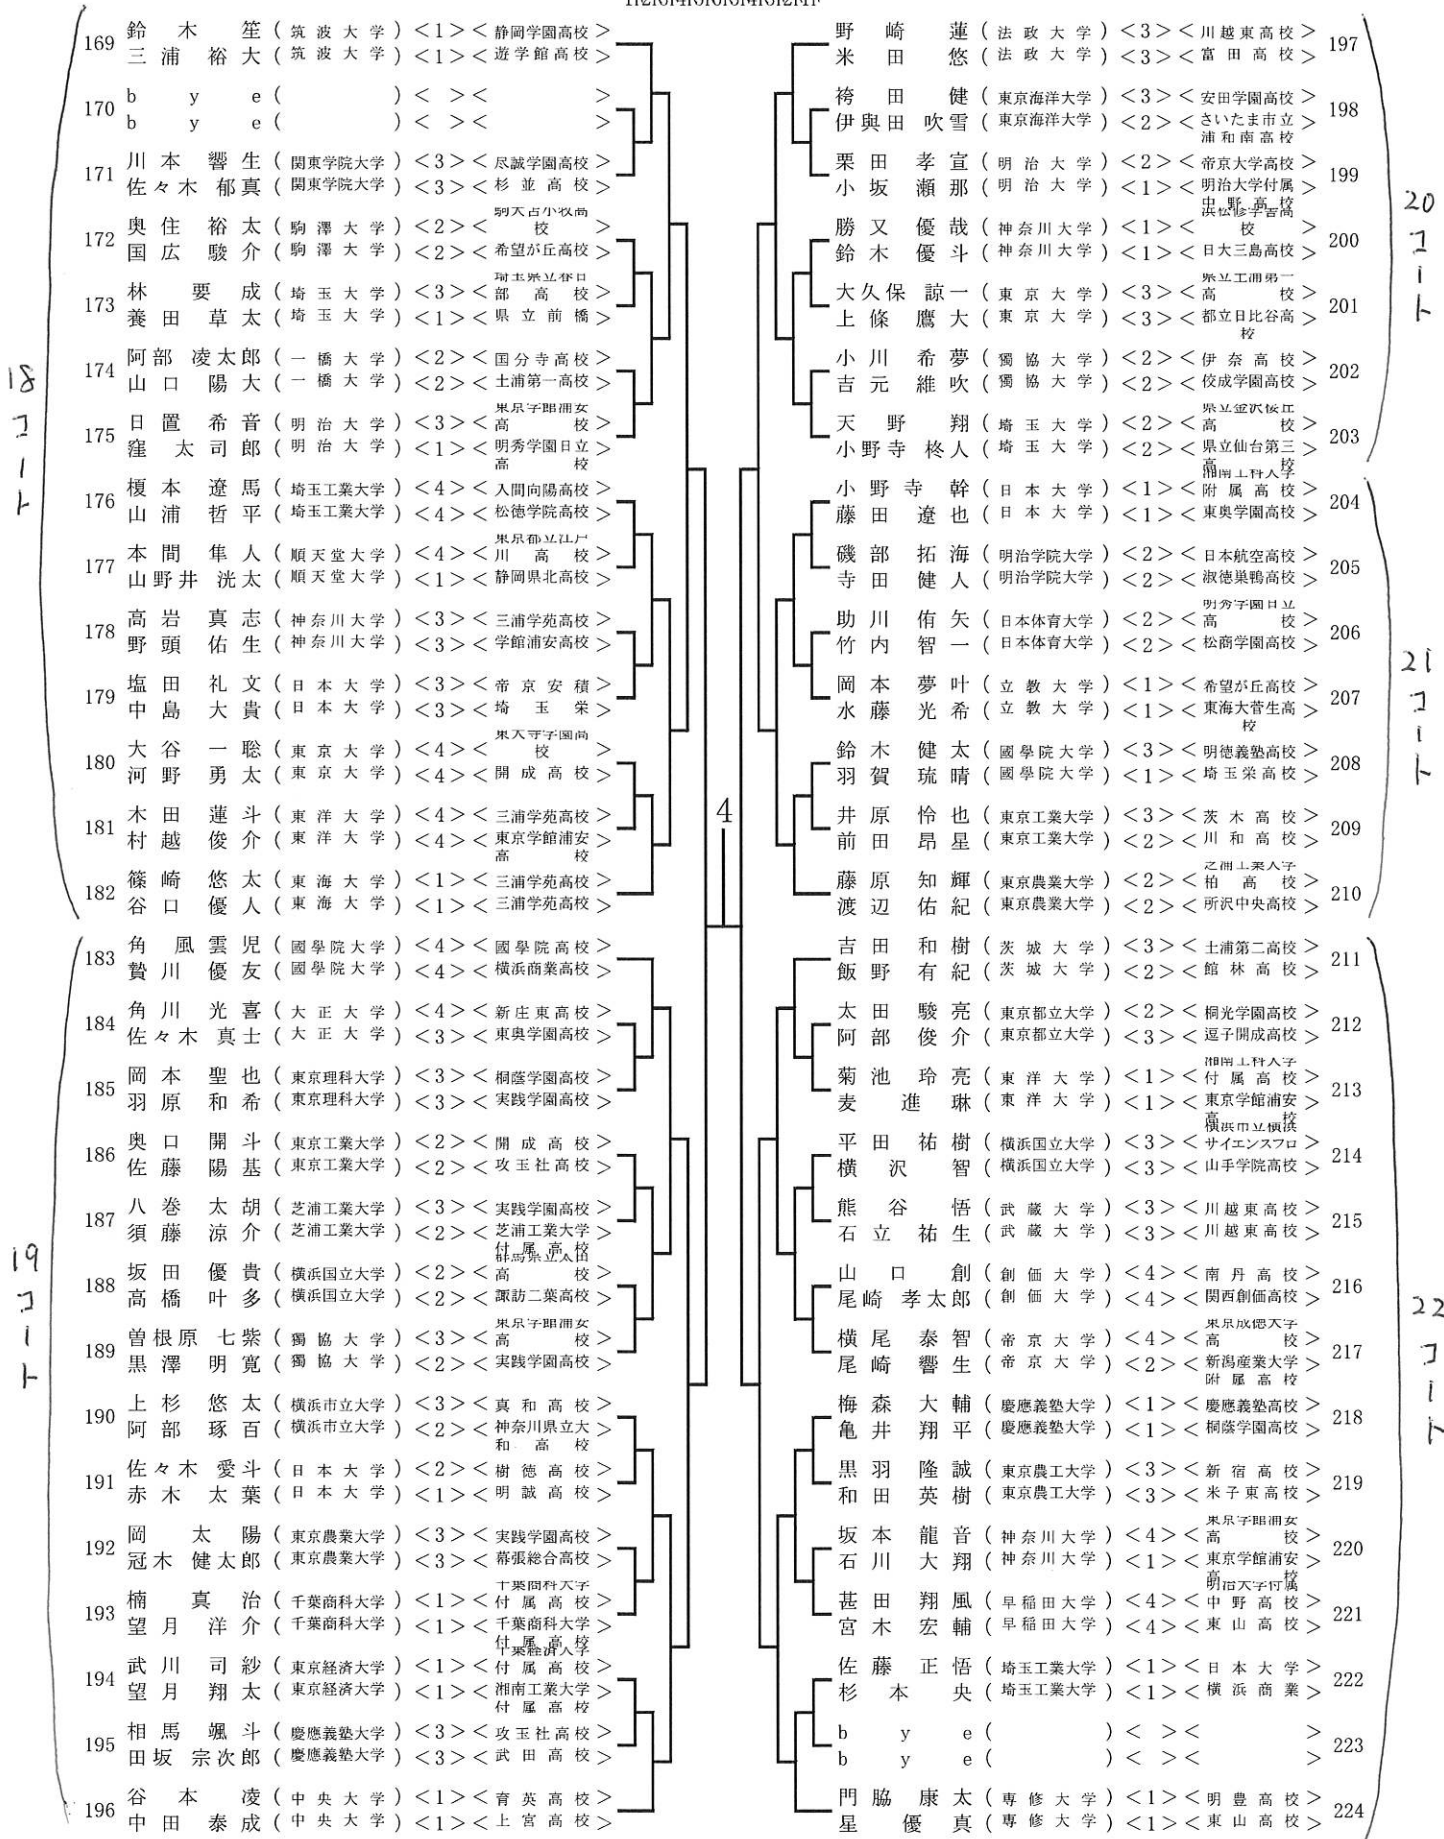 18コート
169
鈴木 笙 (筑波大学) <1> <静岡学園高校>
三浦 裕大 (筑波大学) <1> <遊学館高校>
170
bye ( ) < > < >
bye ( ) < > < >
171
川本 響生 (関東学院大学) <3> <尽誠学園高校>
佐々木 郁真 (関東学院大学) <3> <杉並高校>
172
奥住 裕太 (駒澤大学) <2> <駒大苫小牧高校>
国広 駿介 (駒澤大学) <2> <希望が丘高校>
173
林 要成 (埼玉大学) <3> <埼玉県立春日部高校>
養田 草太 (埼玉大学) <1> <県立前橋>
174
阿部 凌太郎 (一橋大学) <2> <国分寺高校>
山口 陽大 (一橋大学) <2> <土浦第一高校>
175
日置 希音 (明治大学) <3> <東京学館浦安高校>
窪 太司郎 (明治大学) <1> <明秀学園日立高校>
176
榎本 遼馬 (埼玉工業大学) <4> <入間向陽高校>
山浦 哲平 (埼玉工業大学) <4> <松徳学院高校>
177
本間 隼人 (順天堂大学) <4> <東京都立江戸川高校>
山野井 洸太 (順天堂大学) <1> <静岡県北高校>
178
高岩 真志 (神奈川大学) <3> <三浦学苑高校>
野頭 佑生 (神奈川大学) <3> <学館浦安高校>
179
塩田 礼文 (日本大学) <3> <帝京安積>
中島 大貴 (日本大学) <3> <埼玉栄>
180
大谷 一聡 (東京大学) <4> <東大寺学園高校>
河野 勇太 (東京大学) <4> <開成高校>
181
木田 蓮斗 (東洋大学) <4> <三浦学苑高校>
村越 俊介 (東洋大学) <4> <東京学館浦安高校>
182
篠崎 悠太 (東海大学) <1> <三浦学苑高校>
谷口 優人 (東海大学) <1> <三浦学苑高校>
19コート
183
角 風雲児 (國學院大学) <4> <國學院高校>
贄川 優友 (國學院大学) <4> <横浜商業高校>
184
角川 光喜 (大正大学) <4> <新庄東高校>
佐々木 真士 (大正大学) <3> <東奥学園高校>
185
岡本 聖也 (東京理科大学) <3> <桐蔭学園高校>
羽原 和希 (東京理科大学) <3> <実践学園高校>
186
奥口 開斗 (東京工業大学) <2> <開成高校>
佐藤 陽基 (東京工業大学) <2> <攻玉社高校>
187
八巻 太胡 (芝浦工業大学) <3> <実践学園高校>
須藤 涼介 (芝浦工業大学) <2> <芝浦工業大学付属高校>
188
坂田 優貴 (横浜国立大学) <2> <群馬県立太田高校>
高橋 叶多 (横浜国立大学) <2> <諏訪二葉高校>
189
曽根原 七紫 (獨協大学) <3> <東京学館浦安高校>
黒澤 明寛 (獨協大学) <2> <実践学園高校>
190
上杉 悠太 (横浜市立大学) <3> <真和高校>
阿部 琢百 (横浜市立大学) <2> <神奈川県立大和高校>
191
佐々木 愛斗 (日本大学) <2> <樹徳高校>
赤木 太葉 (日本大学) <1> <明誠高校>
192
岡 太陽 (東京農業大学) <3> <実践学園高校>
冠木 健太郎 (東京農業大学) <3> <幕張総合高校>
193
楠 真治 (千葉商科大学) <1> <千葉商科大学付属高校>
望月 洋介 (千葉商科大学) <1> <千葉商科大学付属高校>
194
武川 司紗 (東京経済大学) <1> <千葉経済大学付属高校>
望月 翔太 (東京経済大学) <1> <湘南工業大学付属高校>
195
相馬 颯斗 (慶應義塾大学) <3> <攻玉社高校>
田坂 宗次郎 (慶應義塾大学) <3> <武田高校>
196
谷本 凌 (中央大学) <1> <育英高校>
中田 泰成 (中央大学) <1> <上宮高校>
4
20コート
野崎 蓮 (法政大学) <3> <川越東高校>
米田 悠 (法政大学) <3> <富田高校>
197
袴田 健 (東京海洋大学) <3> <安田学園高校>
伊與田 吹雪 (東京海洋大学) <2> <さいたま市立浦和南高校>
198
栗田 孝宣 (明治大学) <2> <帝京大学高校>
小坂 瀬那 (明治大学) <1> <明治大学付属中野高校>
199
勝又 優哉 (神奈川大学) <1> <浜松修学舎高校>
鈴木 優斗 (神奈川大学) <1> <日大三島高校>
200
大久保 諒一 (東京大学) <3> <県立土浦第一高校>
上條 鷹大 (東京大学) <3> <都立日比谷高校>
201
小川 希夢 (獨協大学) <2> <伊奈高校>
吉元 維吹 (獨協大学) <2> <佼成学園高校>
202
天野 翔 (埼玉大学) <2> <県立金沢桜丘高校>
小野寺 柊人 (埼玉大学) <2> <県立仙台第三高校>
203
21コート
小野寺 幹 (日本大学) <1> <湘南工科大学附属高校>
藤田 遼也 (日本大学) <1> <東奥学園高校>
204
磯部 拓海 (明治学院大学) <2> <日本航空高校>
寺田 健人 (明治学院大学) <2> <淑徳巣鴨高校>
205
助川 侑矢 (日本体育大学) <2> <明秀学園日立高校>
竹内 智一 (日本体育大学) <2> <松商学園高校>
206
岡本 夢叶 (立教大学) <1> <希望が丘高校>
水藤 光希 (立教大学) <1> <東海大菅生高校>
207
鈴木 健太 (國學院大学) <3> <明徳義塾高校>
羽賀 琉晴 (國學院大学) <1> <埼玉栄高校>
208
井原 怜也 (東京工業大学) <3> <茨木高校>
前田 昂星 (東京工業大学) <2> <川和高校>
209
藤原 知輝 (東京農業大学) <2> <芝浦工業大学柏高校>
渡辺 佑紀 (東京農業大学) <2> <所沢中央高校>
210
22コート
吉田 和樹 (茨城大学) <3> <土浦第二高校>
飯野 有紀 (茨城大学) <2> <館林高校>
211
太田 駿亮 (東京都立大学) <2> <桐光学園高校>
阿部 俊介 (東京都立大学) <3> <逗子開成高校>
212
菊池 玲亮 (東洋大学) <1> <湘南工科大学付属高校>
麦 進琳 (東洋大学) <1> <東京学館浦安高校>
213
平田 祐樹 (横浜国立大学) <3> <横浜市立横浜サイエンスフロ>
横沢 智 (横浜国立大学) <3> <山手学院高校>
214
熊谷 悟 (武蔵大学) <3> <川越東高校>
石立 祐生 (武蔵大学) <3> <川越東高校>
215
山口 創 (創価大学) <4> <南丹高校>
尾崎 孝太郎 (創価大学) <4> <関西創価高校>
216
横尾 泰智 (帝京大学) <4> <東京成徳大学高校>
尾崎 響生 (帝京大学) <2> <新潟産業大学附属高校>
217
梅森 大輔 (慶應義塾大学) <1> <慶應義塾高校>
亀井 翔平 (慶應義塾大学) <1> <桐蔭学園高校>
218
黒羽 隆誠 (東京農工大学) <3> <新宿高校>
和田 英樹 (東京農工大学) <3> <米子東高校>
219
坂本 龍音 (神奈川大学) <4> <東京学館浦安高校>
石川 大翔 (神奈川大学) <1> <東京学館浦安高校>
220
甚田 翔風 (早稲田大学) <4> <明治大学付属中野高校>
宮木 宏輔 (早稲田大学) <4> <東山高校>
221
佐藤 正悟 (埼玉工業大学) <1> <日本大学>
杉本 央 (埼玉工業大学) <1> <横浜商業>
222
bye ( ) < > < >
bye ( ) < > < >
223
門脇 康太 (専修大学) <1> <明豊高校>
星 優真 (専修大学) <1> <東山高校>
224